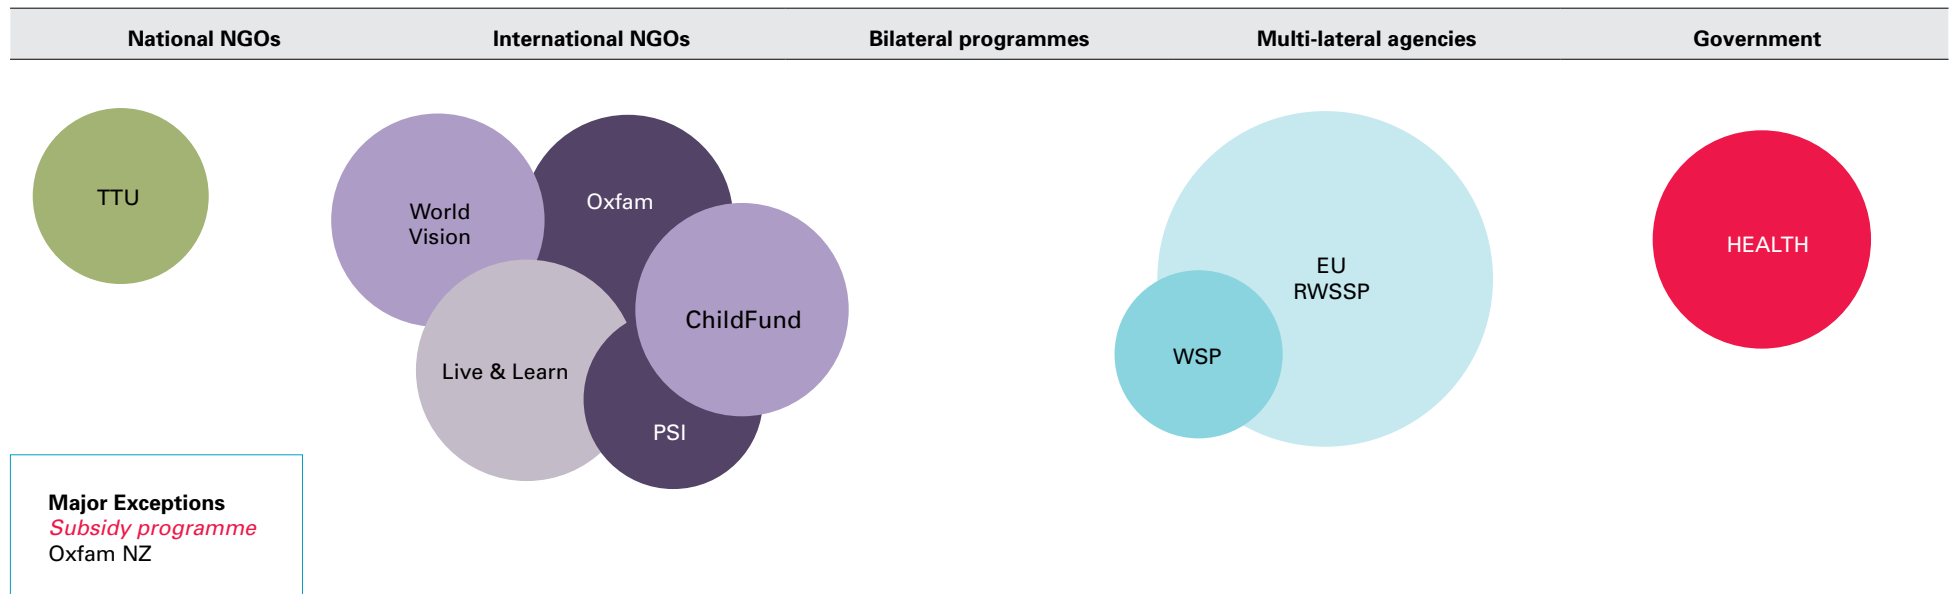 National NGOs
International NGOs
Bilateral programmes
Multi-lateral agencies
Government
TTU
World
Vision
Oxfam
ChildFund
Live & Learn
PSI
EU
RWSSP
WSP
HEALTH
Major Exceptions
Subsidy programme
Oxfam NZ